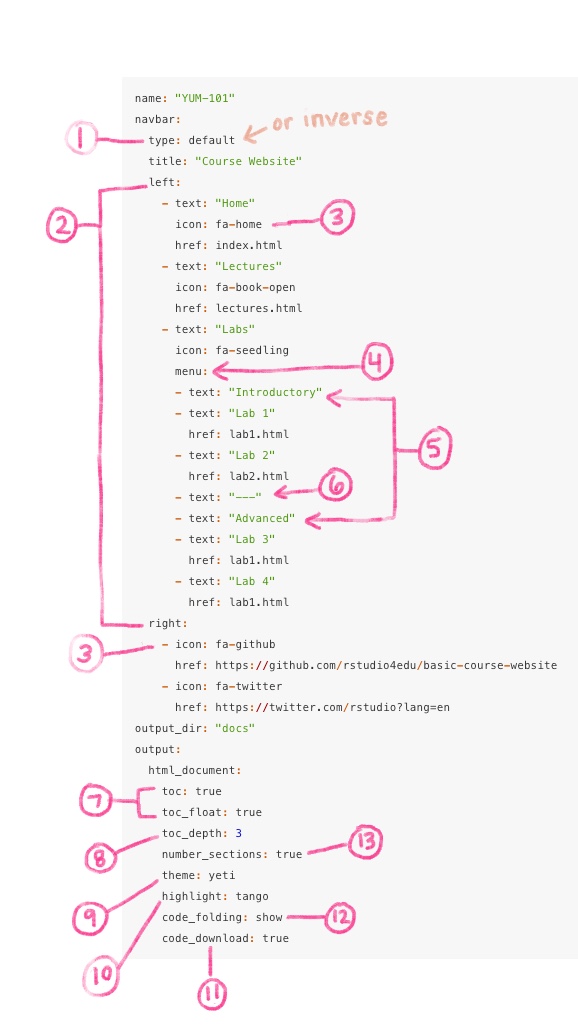 name: "YUM-101"
navbar:
or inverse
1 type: default
title: "Course Website"
left:
- text: "Home"
2 icon: fa-home 3
href: index.html
- text: "Lectures"
icon: fa-book-open
href: lectures.html
- text: "Labs"
icon: fa-seedling
menu: 4
- text: "Introductory"
- text: "Lab 1"
href: lab1.html
- text: "Lab 2" 5
href: lab2.html
- text: "---" 6
- text: "Advanced"
- text: "Lab 3"
href: lab1.html
- text: "Lab 4"
href: lab1.html
right:
3 - icon: fa-github
href: https://github.com/rstudio4edu/basic-course-website
- icon: fa-twitter
href: https://twitter.com/rstudio?lang=en
output_dir: "docs"
output:
html_document:
7 toc: true
toc_float: true
8 toc_depth: 3
number_sections: true 13
9 theme: yeti
10 highlight: tango
code_folding: show 12
code_download: true
11